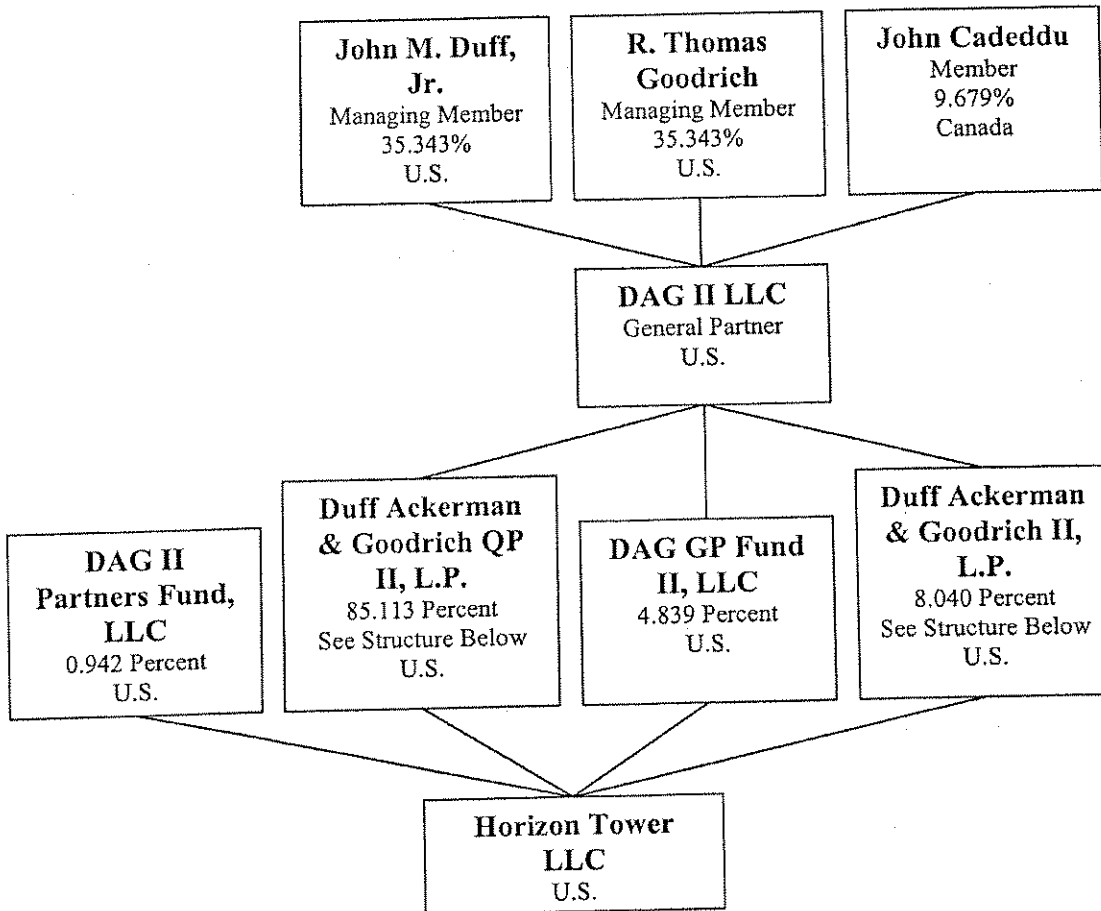 John M. Duff,
Jr.
Managing Member
35.343%
U.S.
R. Thomas
Goodrich
Managing Member
35.343%
U.S.
John Cadeddu
Member
9.679%
Canada
DAG II LLC
General Partner
U.S.
DAG II
Partners Fund,
LLC
0.942 Percent
U.S.
Duff Ackerman
& Goodrich QP
II, L.P.
85.113 Percent
See Structure Below
U.S.
DAG GP Fund
II, LLC
4.839 Percent
U.S.
Duff Ackerman
& Goodrich II,
L.P.
8.040 Percent
See Structure Below
U.S.
Horizon Tower
LLC
U.S.